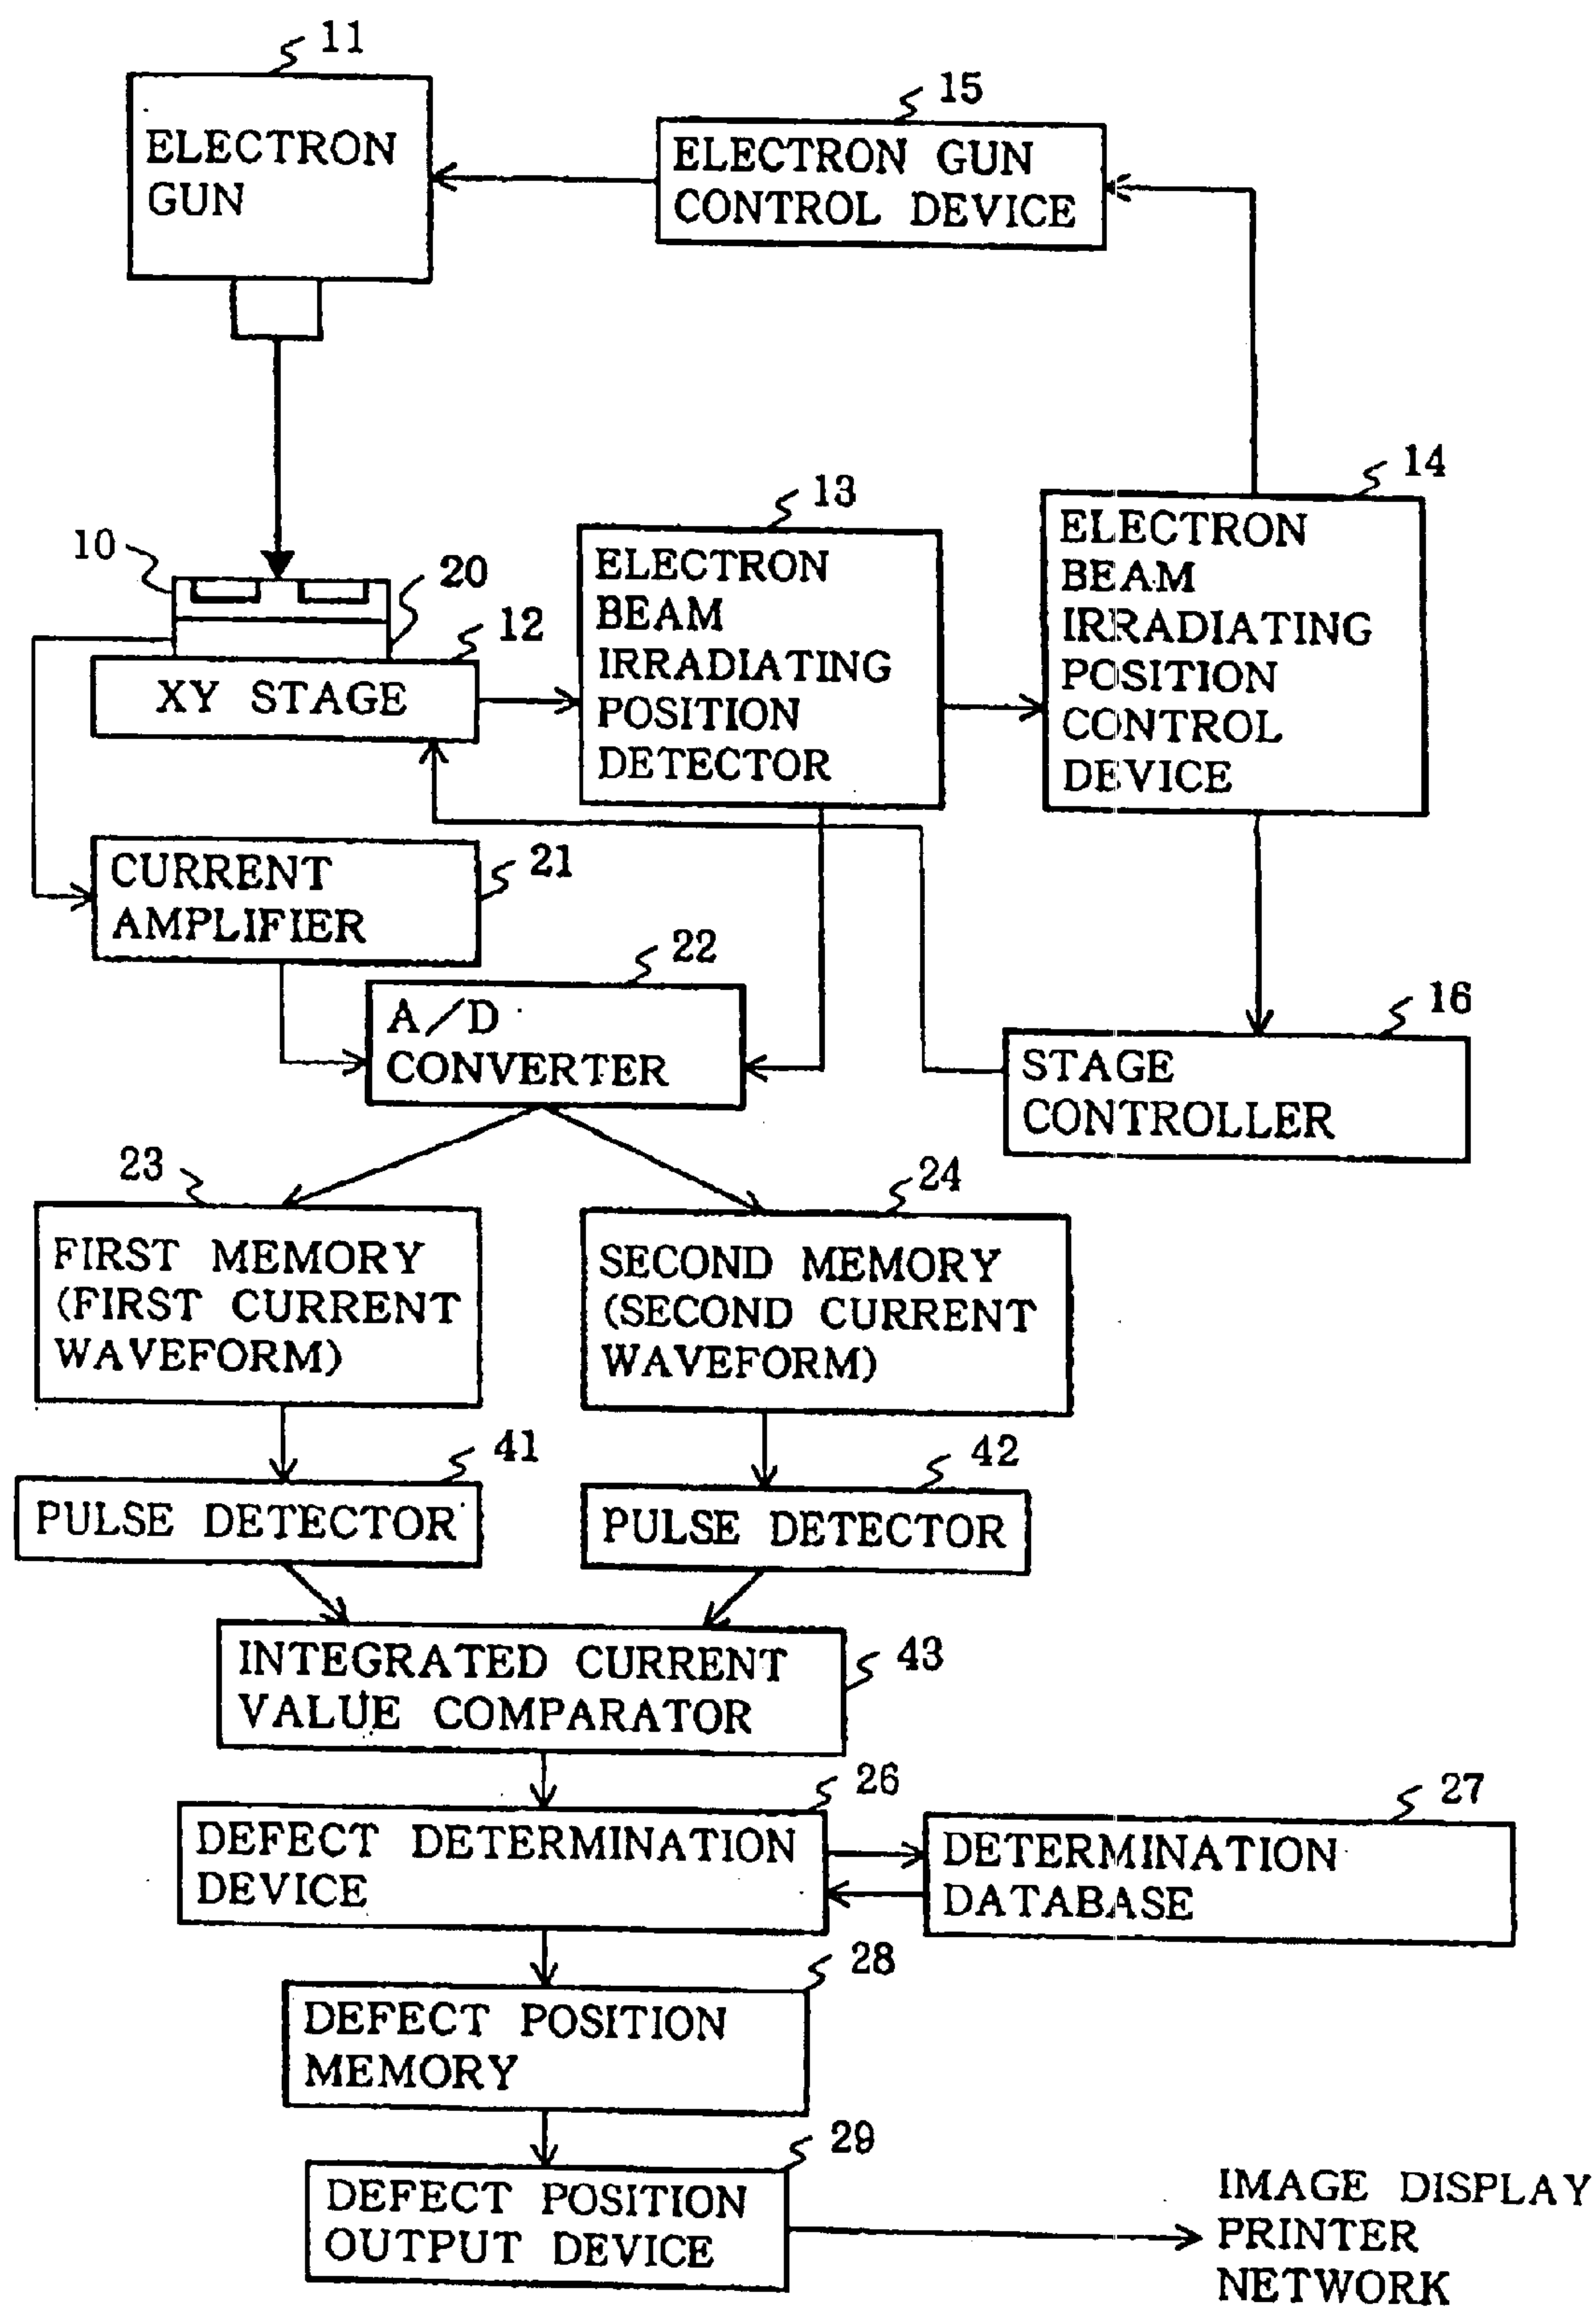 11
ELECTRON
GUN
15
ELECTRON GUN
CONTROL DEVICE
14
ELECTRON
BEAM
IRRADIATING
POSITION
CONTROL
DEVICE
13
ELECTRON
BEAM
IRRADIATING
POSITION
DETECTOR
10
20
12
XY STAGE
21
CURRENT
AMPLIFIER
22
A/D
CONVERTER
16
STAGE
CONTROLLER
23
FIRST MEMORY
(FIRST CURRENT
WAVEFORM)
24
SECOND MEMORY
(SECOND CURRENT
WAVEFORM)
41
PULSE DETECTOR
42
PULSE DETECTOR
43
INTEGRATED CURRENT
VALUE COMPARATOR
26
DEFECT DETERMINATION
DEVICE
27
DETERMINATION
DATABASE
28
DEFECT POSITION
MEMORY
29
DEFECT POSITION
OUTPUT DEVICE
IMAGE DISPLAY
PRINTER
NETWORK